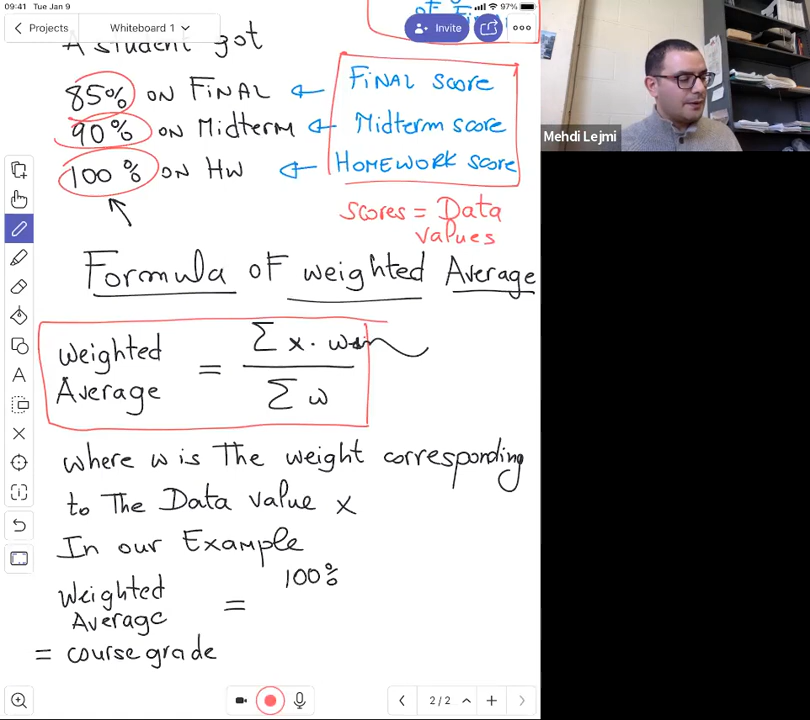 09:41 Tue Jan 9
97%
Projects
Whiteboard 1
Invite
A student got
85% ON FINAL
FINAL score
90% ON Midterm
Midterm score
100% ON HW
HOMEWORK score
scores = Data
values
Formula of weighted Average
Weighted
Average
= Σ x · w
Σ w
where w is The weight corresponding
to The Data value x
In our Example
Weighted
Average
=
100%
= course grade
2/2
Mehdi Lejmi